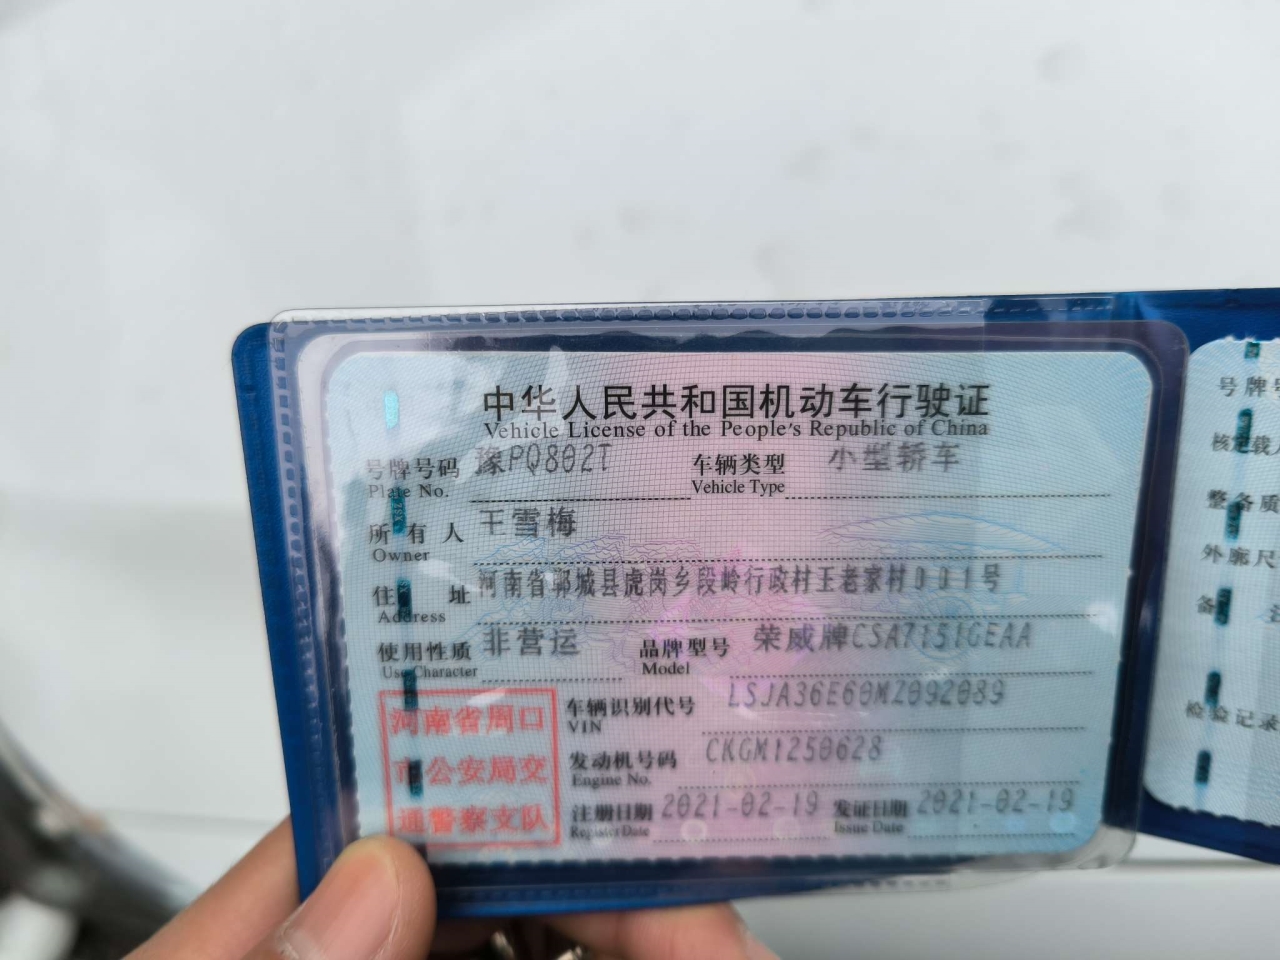 中华人民共和国机动车行驶证
Vehicle License of the People's Republic of China
号牌号码 豫PQ802T 车辆类型 小型轿车
Plate No. Vehicle Type
所有人 王雪梅
Owner
住址 河南省郸城县虎岗乡段岭行政村王老家村001号
Address
使用性质 非营运 品牌型号 荣威牌CSA7151GEAA
Use Character Model
河南省周口
市公安局交
通警察支队
车辆识别代号 LSJA36E60MZ092089
VIN
发动机号码 CKGM1250628
Engine No.
注册日期 2021-02-19 发证日期 2021-02-19
Register Date Issue Date
号牌号
核定载人
整备质
外廓尺
备
检验记录